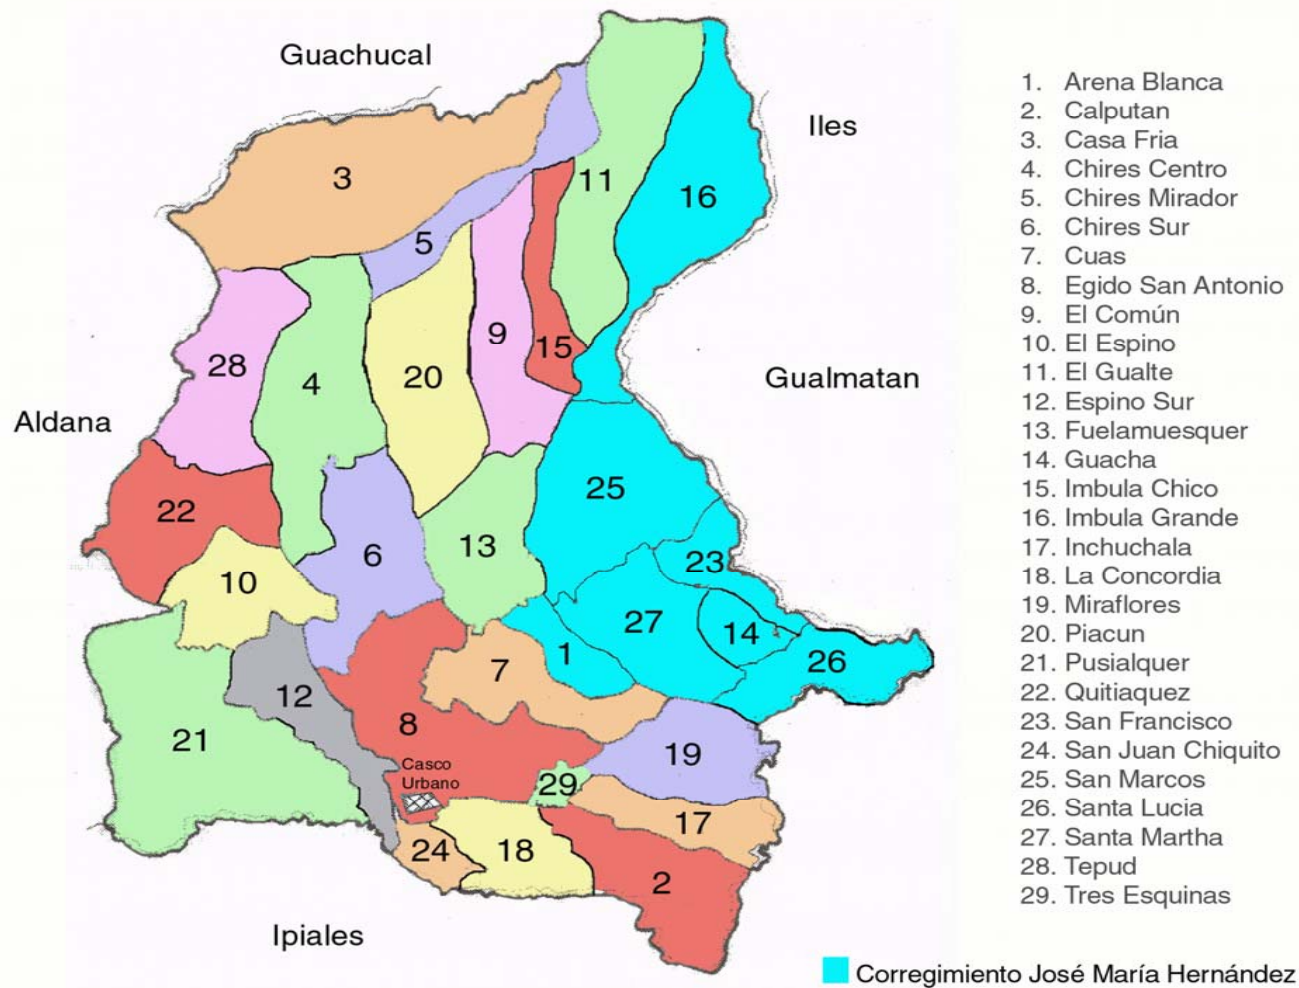 Guachucal
Iles
Gualmatan
Aldana
Ipiales
3
11
16
5
9
15
28
4
20
25
22
6
13
23
10
27
14
26
1
7
12
8
21
19
Casco
Urbano
29
17
24
18
2
1. Arena Blanca
2. Calputan
3. Casa Fria
4. Chires Centro
5. Chires Mirador
6. Chires Sur
7. Cuas
8. Egido San Antonio
9. El Común
10. El Espino
11. El Gualte
12. Espino Sur
13. Fuelamuesquer
14. Guacha
15. Imbula Chico
16. Imbula Grande
17. Inchuchala
18. La Concordia
19. Miraflores
20. Piacun
21. Pusialquer
22. Quitiaquez
23. San Francisco
24. San Juan Chiquito
25. San Marcos
26. Santa Lucia
27. Santa Martha
28. Tepud
29. Tres Esquinas
Corregimiento José María Hernández